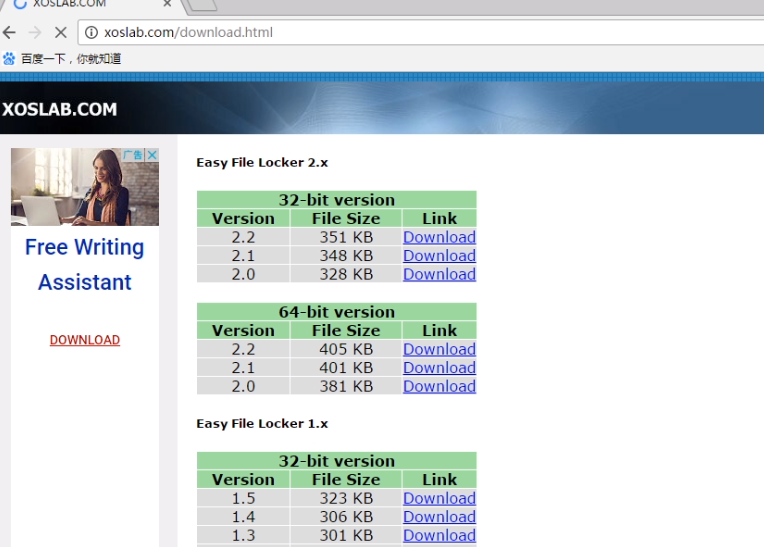 XOSLAB.COM
xoslab.com/download.html
百度一下，你就知道
XOSLAB.COM
广告
Free Writing
Assistant
DOWNLOAD
Easy File Locker 2.x
32-bit version
Version File Size Link
2.2 351 KB Download
2.1 348 KB Download
2.0 328 KB Download
64-bit version
Version File Size Link
2.2 405 KB Download
2.1 401 KB Download
2.0 381 KB Download
Easy File Locker 1.x
32-bit version
Version File Size Link
1.5 323 KB Download
1.4 306 KB Download
1.3 301 KB Download